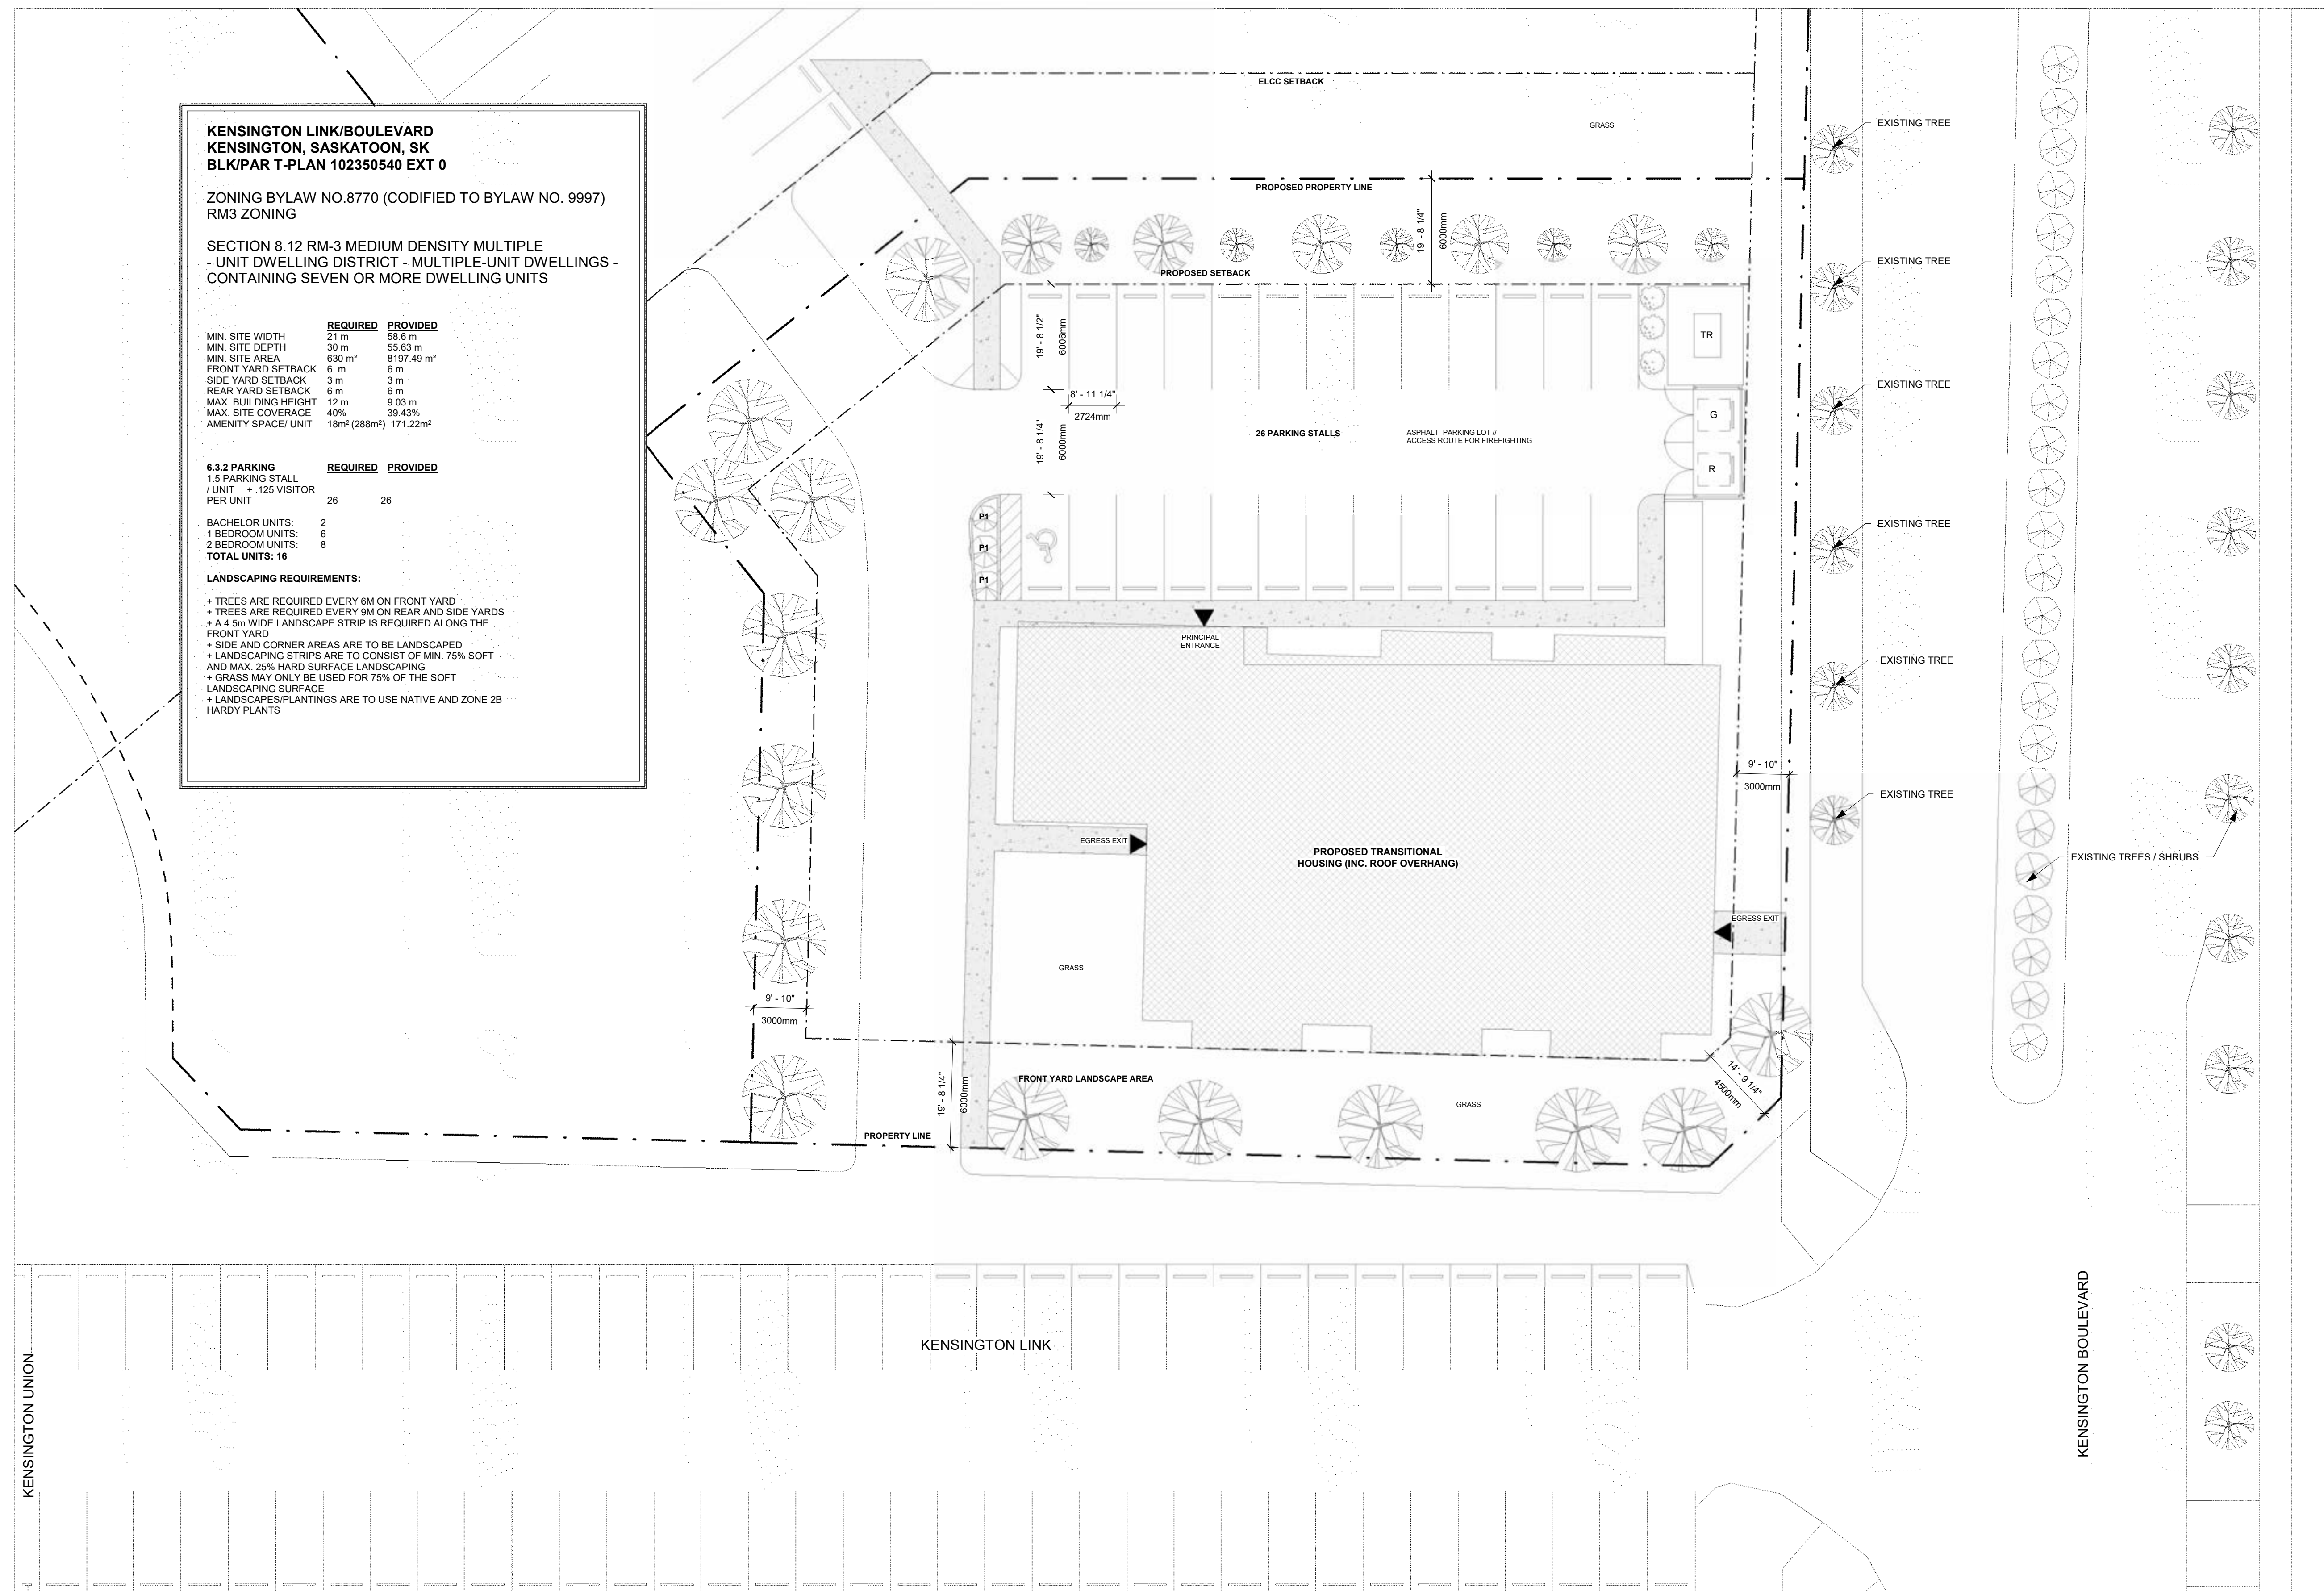 KENSINGTON LINK/BOULEVARD
KENSINGTON, SASKATOON, SK
BLK/PAR T-PLAN 102350540 EXT 0
ZONING BYLAW NO.8770 (CODIFIED TO BYLAW NO. 9997)
RM3 ZONING
SECTION 8.12 RM-3 MEDIUM DENSITY MULTIPLE
- UNIT DWELLING DISTRICT - MULTIPLE-UNIT DWELLINGS -
CONTAINING SEVEN OR MORE DWELLING UNITS
REQUIRED PROVIDED
MIN. SITE WIDTH 21 m 58.6 m
MIN. SITE DEPTH 30 m 55.63 m
MIN. SITE AREA 630 m² 8197.49 m²
FRONT YARD SETBACK 6 m 6 m
SIDE YARD SETBACK 3 m 3 m
REAR YARD SETBACK 6 m 6 m
MAX. BUILDING HEIGHT 12 m 9.03 m
MAX. SITE COVERAGE 40% 39.43%
AMENITY SPACE/ UNIT 18m² (288m²) 171.22m²
6.3.2 PARKING REQUIRED PROVIDED
1.5 PARKING STALL
/ UNIT + .125 VISITOR
PER UNIT 26 26
BACHELOR UNITS: 2
1 BEDROOM UNITS: 6
2 BEDROOM UNITS: 8
TOTAL UNITS: 16
LANDSCAPING REQUIREMENTS:
+ TREES ARE REQUIRED EVERY 6M ON FRONT YARD
+ TREES ARE REQUIRED EVERY 9M ON REAR AND SIDE YARDS
+ A 4.5m WIDE LANDSCAPE STRIP IS REQUIRED ALONG THE
FRONT YARD
+ SIDE AND CORNER AREAS ARE TO BE LANDSCAPED
+ LANDSCAPING STRIPS ARE TO CONSIST OF MIN. 75% SOFT
AND MAX. 25% HARD SURFACE LANDSCAPING
+ GRASS MAY ONLY BE USED FOR 75% OF THE SOFT
LANDSCAPING SURFACE
+ LANDSCAPES/PLANTINGS ARE TO USE NATIVE AND ZONE 2B
HARDY PLANTS
ELCC SETBACK
GRASS
PROPOSED PROPERTY LINE
19' - 8 1/4"
6000mm
PROPOSED SETBACK
19' - 8 1/2"
6006mm
8' - 11 1/4"
2724mm
19' - 8 1/4"
6000mm
26 PARKING STALLS
ASPHALT PARKING LOT //
ACCESS ROUTE FOR FIREFIGHTING
TR
G
R
P1
P1
P1
PRINCIPAL
ENTRANCE
EGRESS EXIT
PROPOSED TRANSITIONAL
HOUSING (INC. ROOF OVERHANG)
9' - 10"
3000mm
EGRESS EXIT
GRASS
9' - 10"
3000mm
19' - 8 1/4"
6000mm
FRONT YARD LANDSCAPE AREA
GRASS
14' - 9 1/4"
4500mm
PROPERTY LINE
EXISTING TREE
EXISTING TREE
EXISTING TREE
EXISTING TREE
EXISTING TREE
EXISTING TREE
EXISTING TREES / SHRUBS
KENSINGTON LINK
KENSINGTON UNION
KENSINGTON BOULEVARD